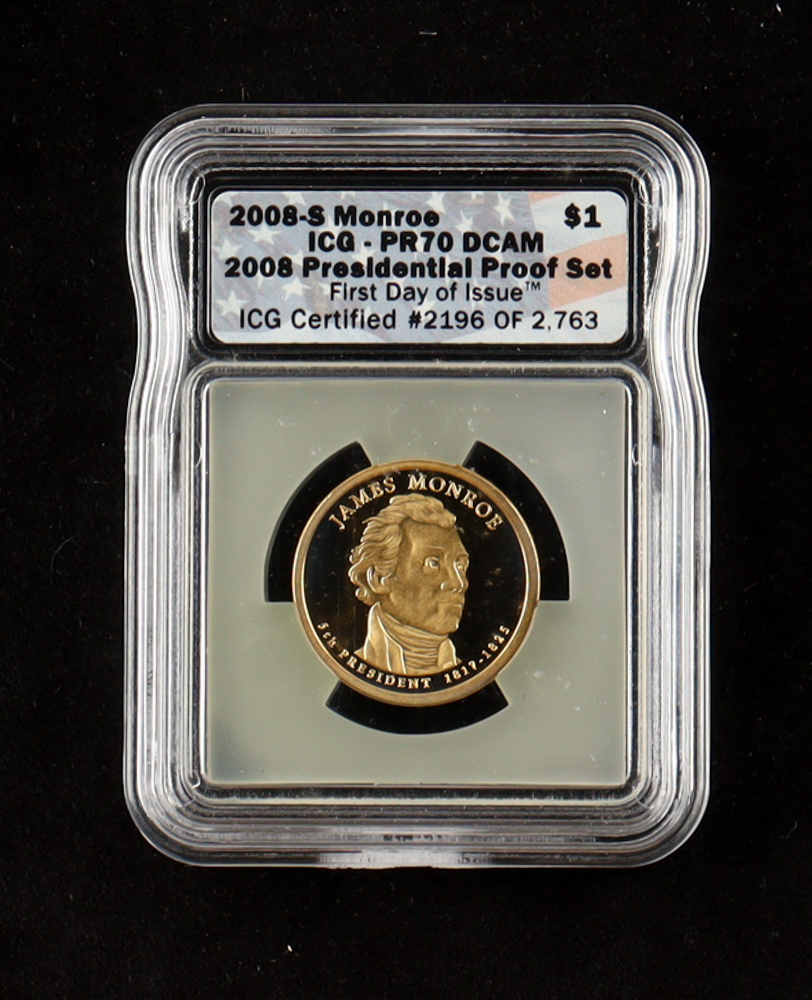 2008-S Monroe $1
ICG - PR70 DCAM
2008 Presidential Proof Set
First Day of Issue™
ICG Certified #2196 OF 2,763
JAMES MONROE
5th PRESIDENT 1817-1825